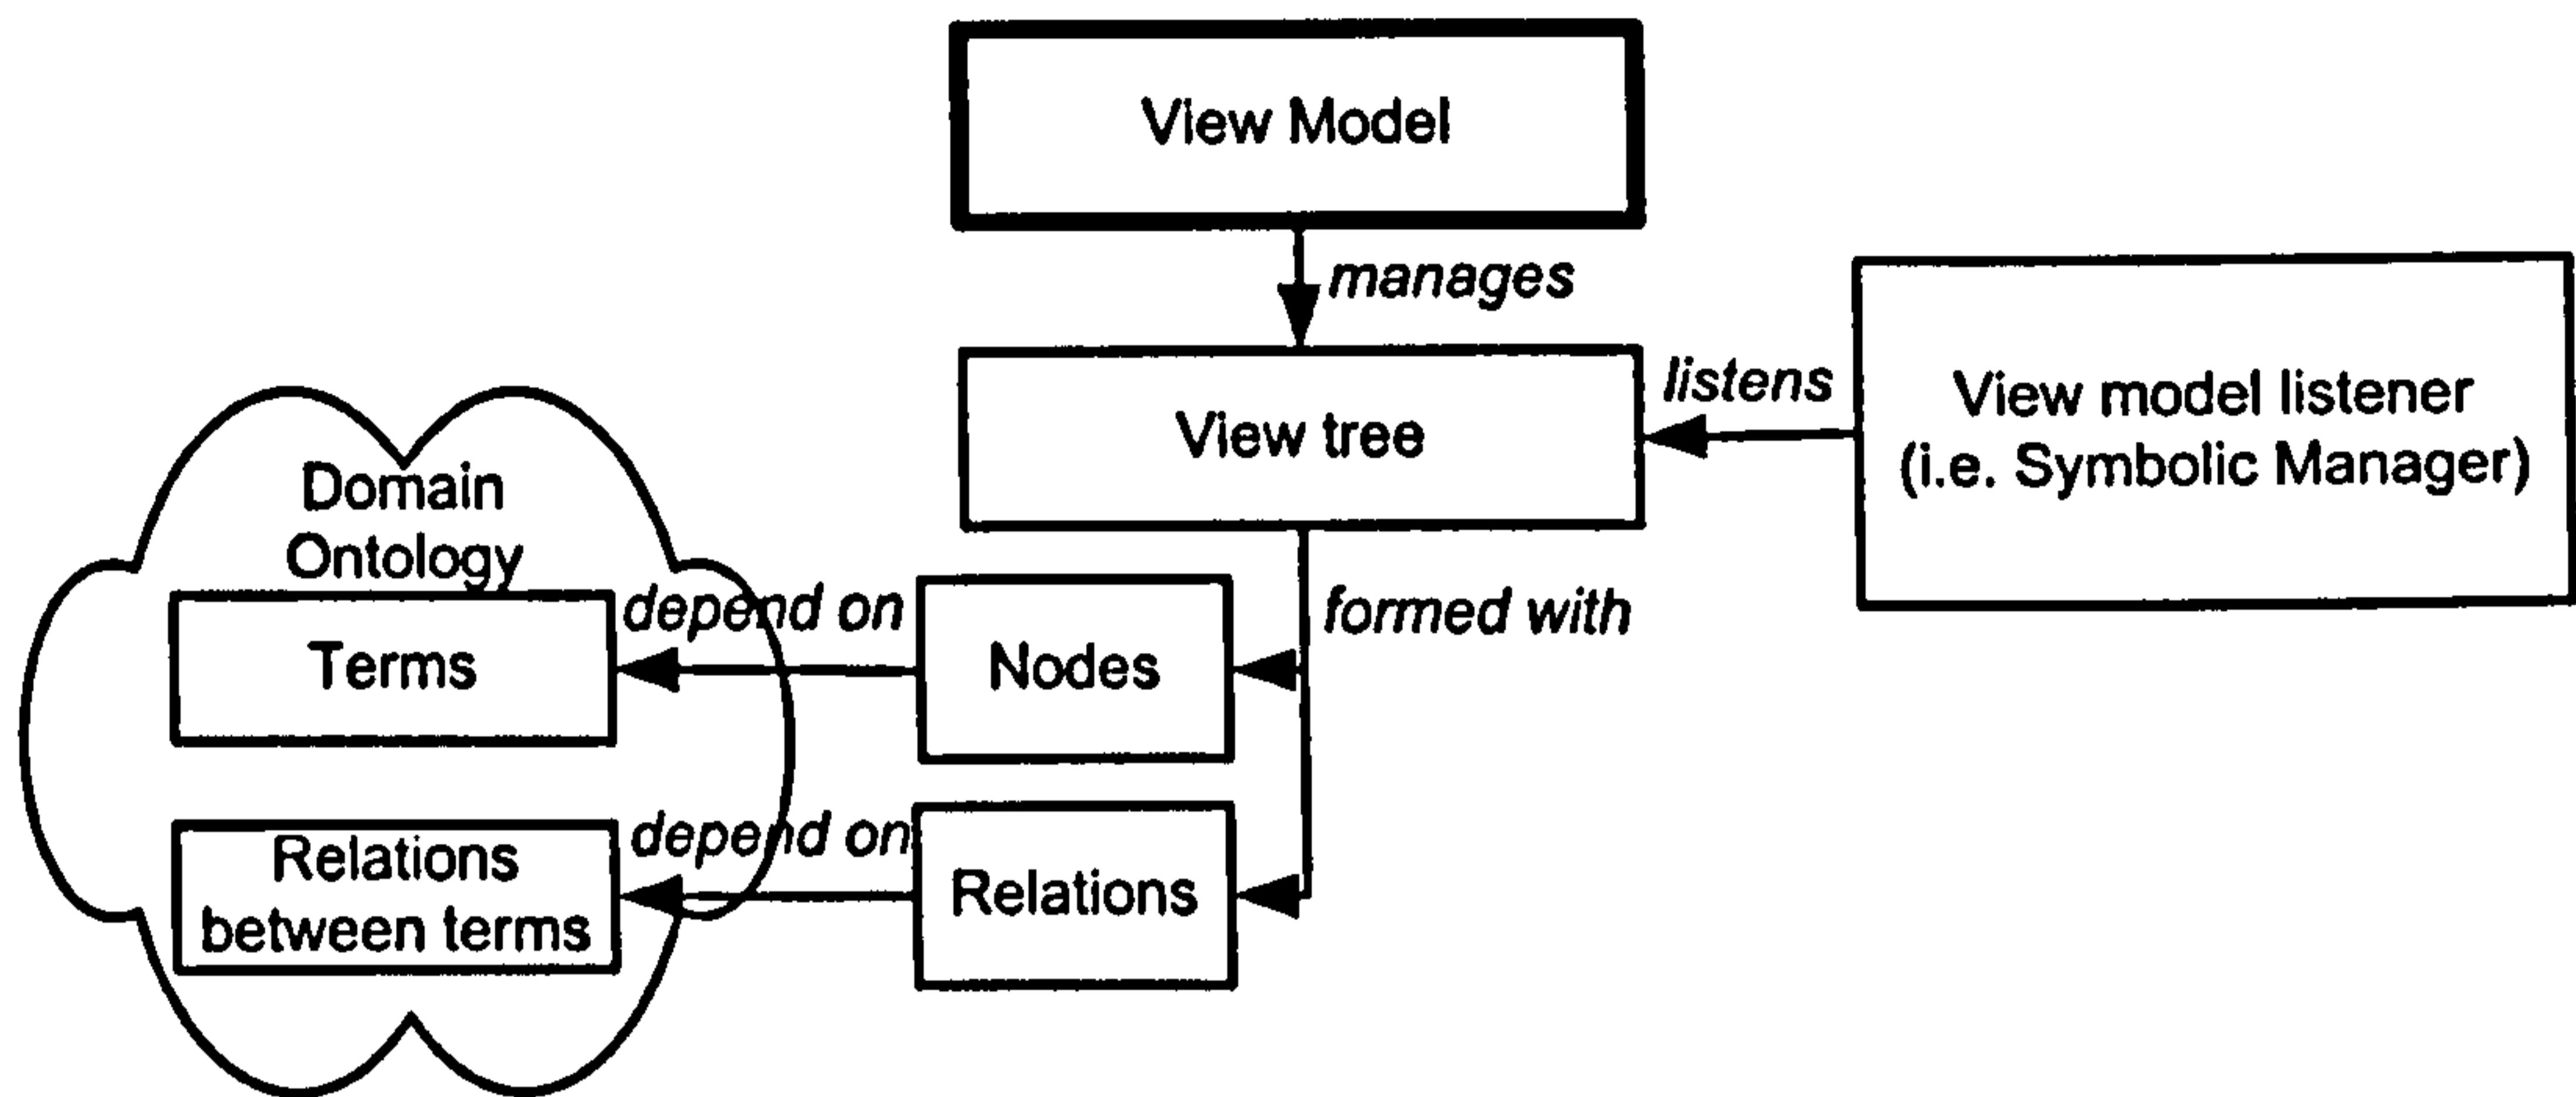 View Model
manages
listens
View model listener
(i.e. Symbolic Manager)
View tree
Domain
Ontology
depend on
formed with
Terms
Nodes
depend on
Relations
between terms
Relations